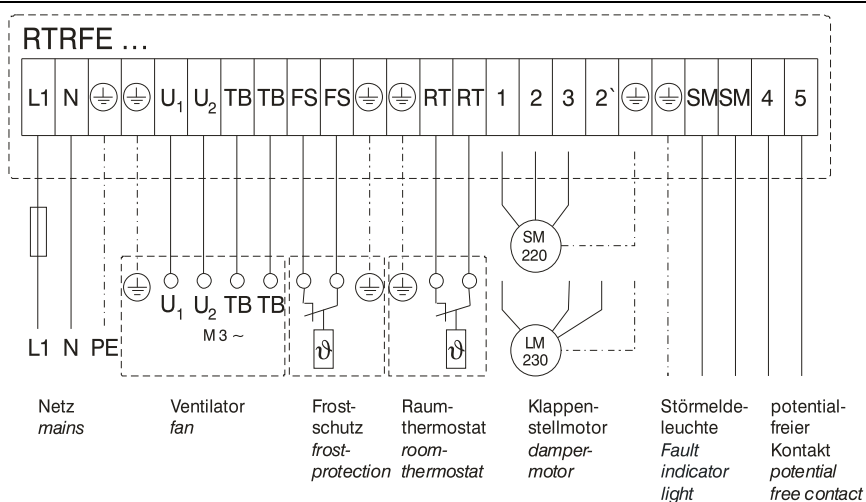 RTRFE ...
L1 N U1 U2 TB TB FS FS RT RT 1 2 3 2` SM SM 4 5
SM
220
U1 U2 TB TB
M 3 ~
ϑ ϑ
LM
230
L1 N PE
Netz
mains
Ventilator
fan
Frost-
schutz
frost-
protection
Raum-
thermostat
room-
thermostat
Klappen-
stellmotor
damper-
motor
Störmelde-
leuchte
Fault
indicator
light
potential-
freier
Kontakt
potential
free contact